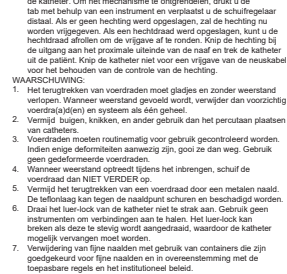 de katheter. Om het mechanisme te ontgrendelen, drukt u de
tab met behulp van een instrument en verplaatst u de schuifregelaar
distaal. Als er geen hechting werd opgeslagen, zal de hechting nu
worden vrijgegeven. Als een hechtdraad werd opgeslagen, kunt u de
hechtdraad afrollen om de vrijgave af te ronden. Knip de hechting bij
de uitgang aan het proximale uiteinde van de naaf en trek de katheter
uit de patiënt. Knip de katheter niet voor een vrijgave van de neuskabel
voor het behouden van de controle van de hechting.
WAARSCHUWING:
1. Het terugtrekken van voerdraden moet gladjes en zonder weerstand
verlopen. Wanneer weerstand gevoeld wordt, verwijder dan voorzichtig
voerdra(a)d(en) en systeem als één geheel.
2. Vermijd buigen, knikken, en ander gebruik dan het percutaan plaatsen
van catheters.
3. Voerdraden moeten routinematig voor gebruik gecontroleerd worden.
Indien enige deformiteiten aanwezig zijn, gooi ze dan weg. Gebruik
geen gedeformeerde voerdraden.
4. Wanneer weerstand optreedt tijdens het inbrengen, schuif de
voerdraad dan NIET VERDER op.
5. Vermijd het terugtrekken van een voerdraad door een metalen naald.
De teflonlaag kan tegen de naaldpunt schuren en beschadigd worden.
6. Draai het luer-lock van de katheter niet te strak aan. Gebruik geen
instrumenten om verbindingen aan te halen. Het luer-lock kan
breken als deze te stevig wordt aangedraaid, waardoor de katheter
mogelijk vervangen moet worden.
7. Verwijdering van fijne naalden met gebruik van containers die zijn
goedgekeurd voor fijne naalden en in overeenstemming met de
toepasbare regels en het institutioneel beleid.